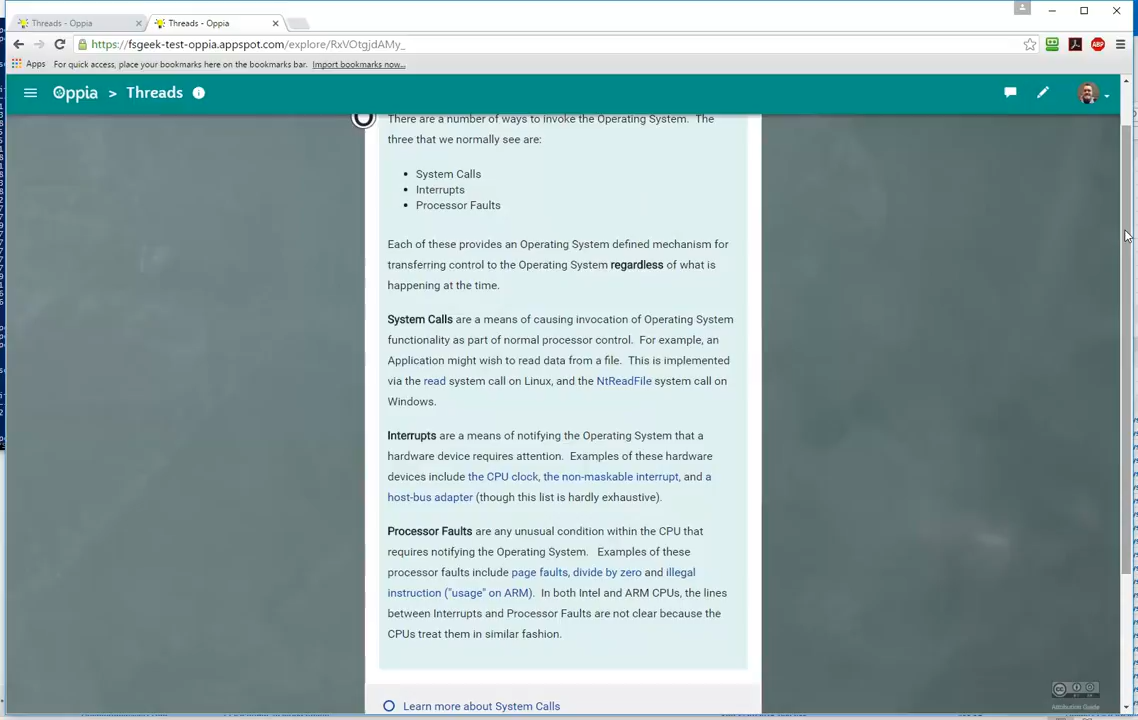 Threads - Oppia
Threads - Oppia
https://fsgeek-test-oppia.appspot.com/explore/RxVOtgjdAMy_
Apps For quick access, place your bookmarks here on the bookmarks bar. Import bookmarks now...
Oppia > Threads
There are a number of ways to invoke the Operating System. The
three that we normally see are:
• System Calls
• Interrupts
• Processor Faults
Each of these provides an Operating System defined mechanism for
transferring control to the Operating System regardless of what is
happening at the time.
System Calls are a means of causing invocation of Operating System
functionality as part of normal processor control. For example, an
Application might wish to read data from a file. This is implemented
via the read system call on Linux, and the NtReadFile system call on
Windows.
Interrupts are a means of notifying the Operating System that a
hardware device requires attention. Examples of these hardware
devices include the CPU clock, the non-maskable interrupt, and a
host-bus adapter (though this list is hardly exhaustive).
Processor Faults are any unusual condition within the CPU that
requires notifying the Operating System. Examples of these
processor faults include page faults, divide by zero and illegal
instruction ("usage" on ARM). In both Intel and ARM CPUs, the lines
between Interrupts and Processor Faults are not clear because the
CPUs treat them in similar fashion.
Learn more about System Calls
Attribution Guide
ABP